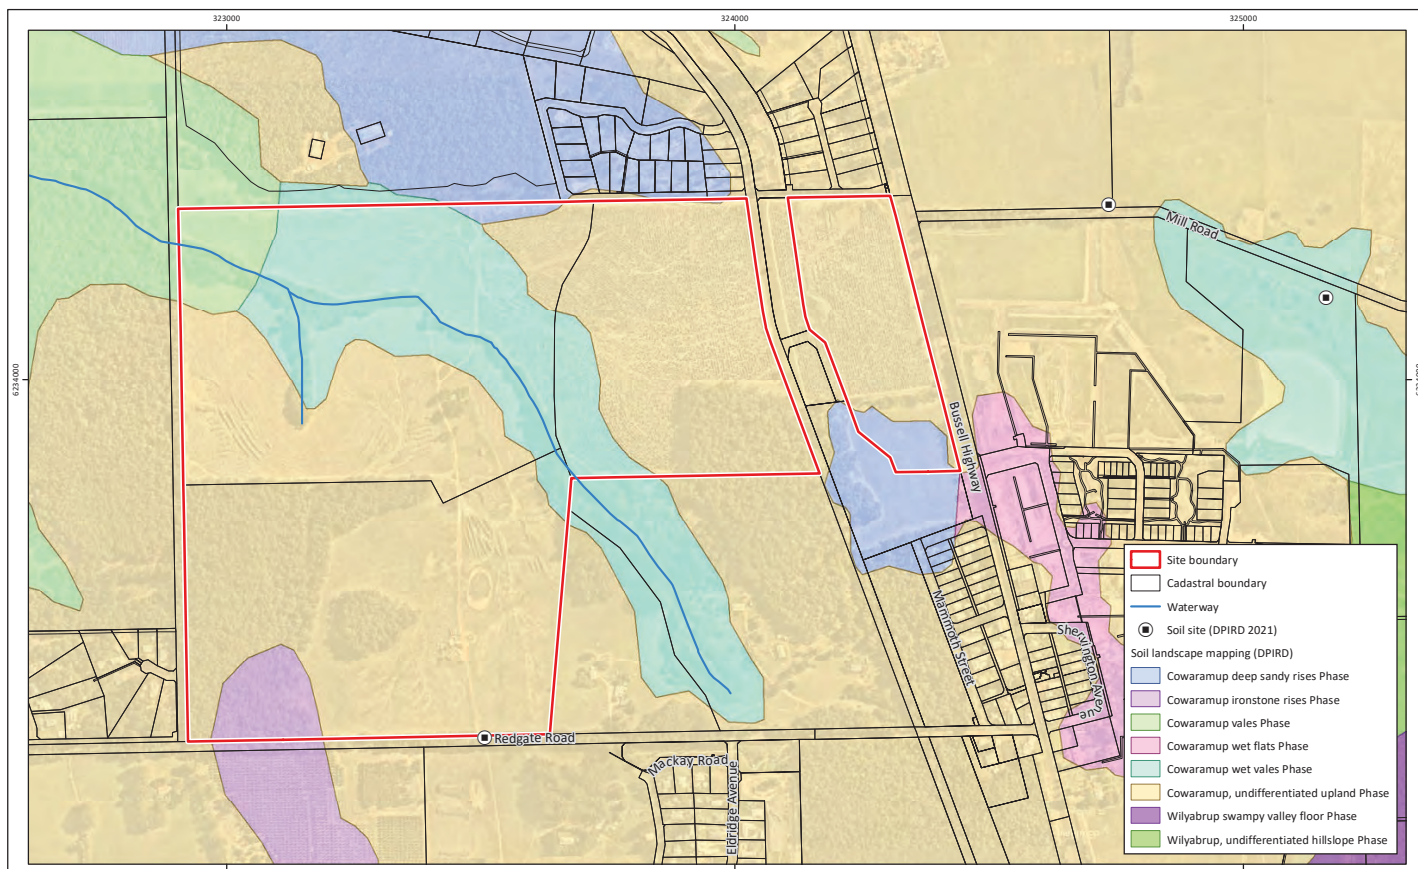 323000
324000
325000
6234000
6234000
Mill Road
Bussell Highway
Mammoth Street
Shervington Avenue
Redgate Road
Mackay Road
Eldridge Avenue
Site boundary
Cadastral boundary
Waterway
Soil site (DPIRD 2021)
Soil landscape mapping (DPIRD)
Cowaramup deep sandy rises Phase
Cowaramup ironstone rises Phase
Cowaramup vales Phase
Cowaramup wet flats Phase
Cowaramup wet vales Phase
Cowaramup, undifferentiated upland Phase
Wilyabrup swampy valley floor Phase
Wilyabrup, undifferentiated hillslope Phase